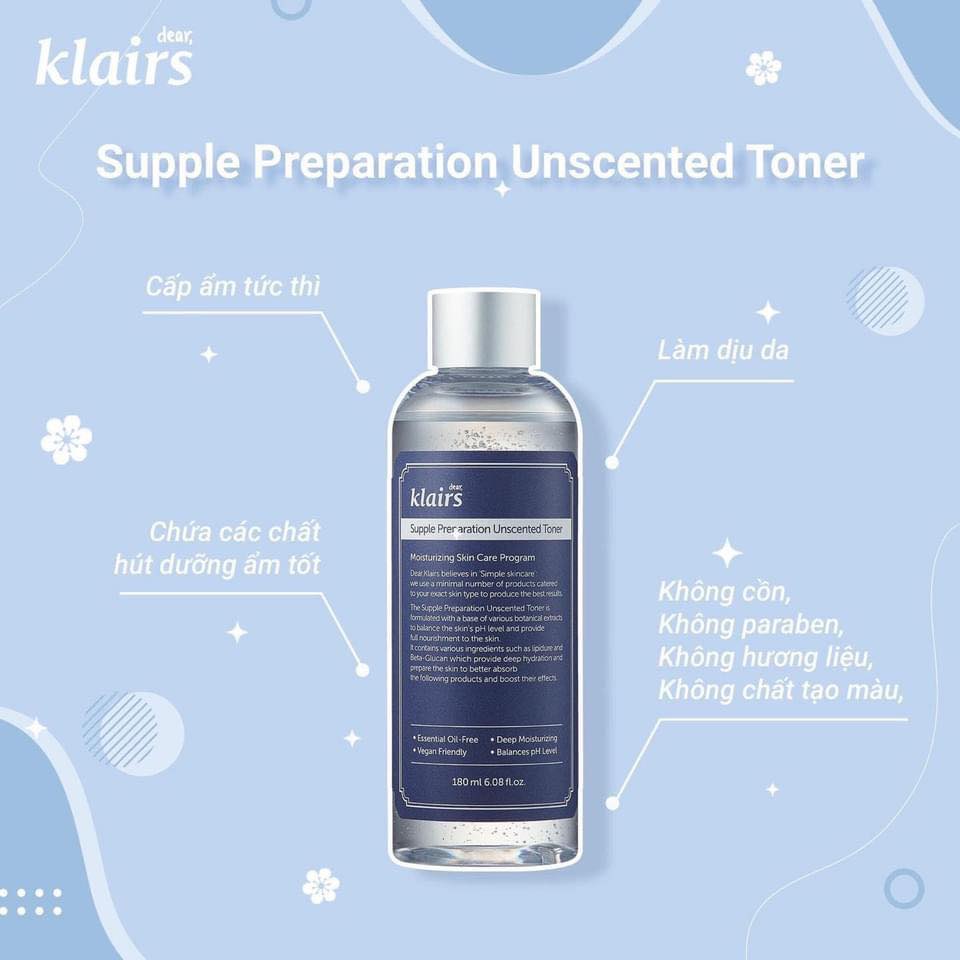 dear,
klairs
Supple Preparation Unscented Toner
Cấp ẩm tức thì
Làm dịu da
Chứa các chất
hút dưỡng ẩm tốt
Không cồn,
Không paraben,
Không hương liệu,
Không chất tạo màu,
dear,
klairs
Supple Preparation Unscented Toner
Moisturizing Skin Care Program
Dear, Klairs believes in 'Simple skincare'
we use a minimal number of products catered
to your exact skin type to produce the best results.
The Supple Preparation Unscented Toner is
formulated with a base of various botanical extracts
to balance the skin's pH level and provide
full nourishment to the skin.
It contains various ingredients such as lipidure and
Beta-Glucan which provide deep hydration and
prepare the skin to better absorb
the following products and boost their effects.
• Essential Oil-Free • Deep Moisturizing
• Vegan Friendly • Balances pH Level
180 ml 6.08 fl.oz.